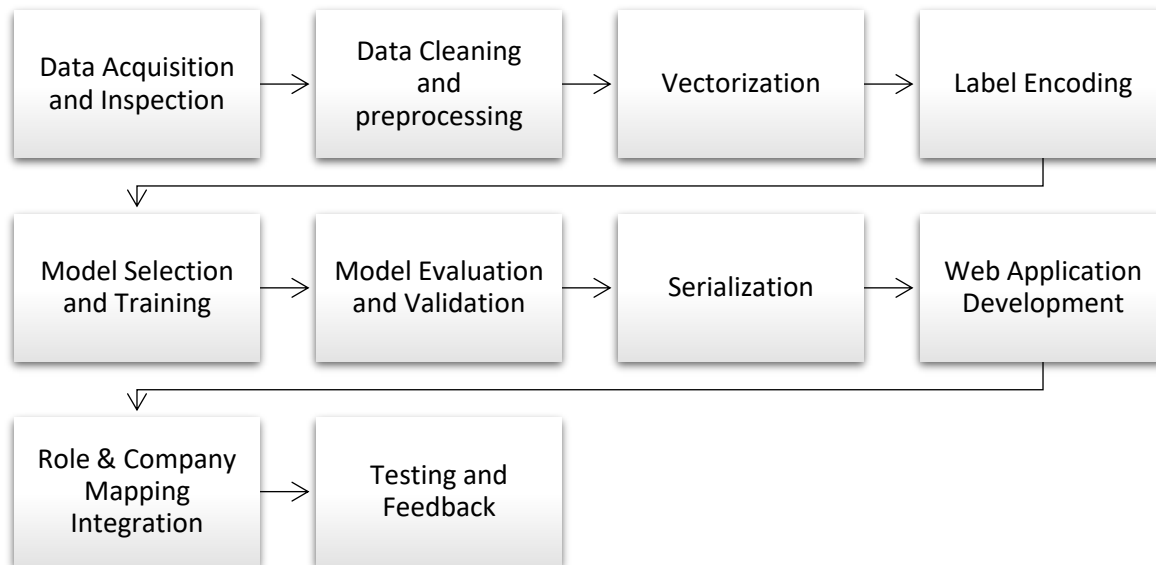 Data Acquisition
and Inspection
Data Cleaning
and
preprocessing
Vectorization
Label Encoding
Model Selection
and Training
Model Evaluation
and Validation
Serialization
Web Application
Development
Role & Company
Mapping
Integration
Testing and
Feedback